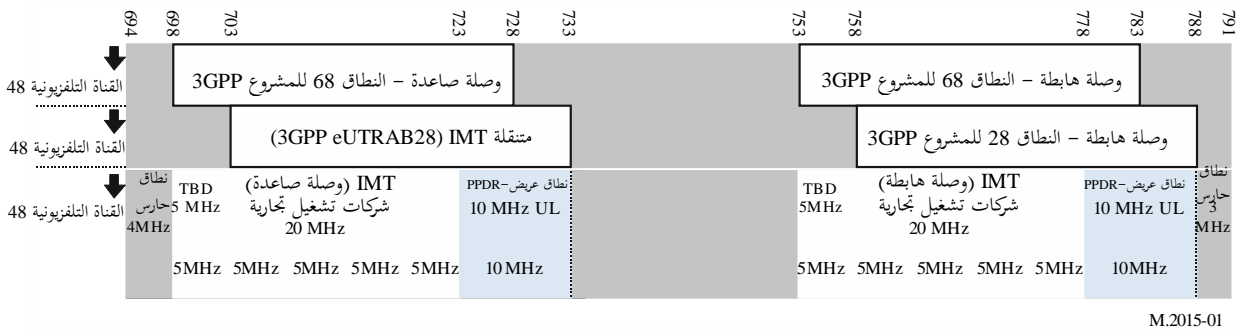 694 698 703 723 728 733 753 758 778 783 788 791
القناة التلفزيونية 48
وصلة صاعدة – النطاق 68 للمشروع 3GPP
وصلة هابطة – النطاق 68 للمشروع 3GPP
القناة التلفزيونية 48
متنقلة IMT (3GPP eUTRAB28)
وصلة هابطة – النطاق 28 للمشروع 3GPP
القناة التلفزيونية 48
نطاق
حارس
4MHz
TBD
5 MHz
IMT (وصلة صاعدة)
شركات تشغيل تجارية
20 MHz
نطاق عريض-PPDR
10 MHz UL
TBD
5MHz
IMT (وصلة هابطة)
شركات تشغيل تجارية
20 MHz
نطاق عريض-PPDR
10 MHz UL
نطاق
حارس
3
MHz
5MHz 5MHz 5MHz 5MHz 5MHz 10MHz
5MHz 5MHz 5MHz 5MHz 5MHz 10MHz
M.2015-01